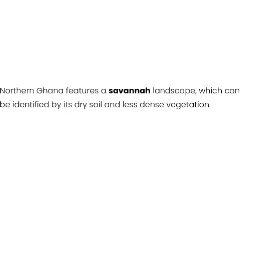 Northern Ghana features a savannah landscape, which can
be identified by its dry soil and less dense vegetation.